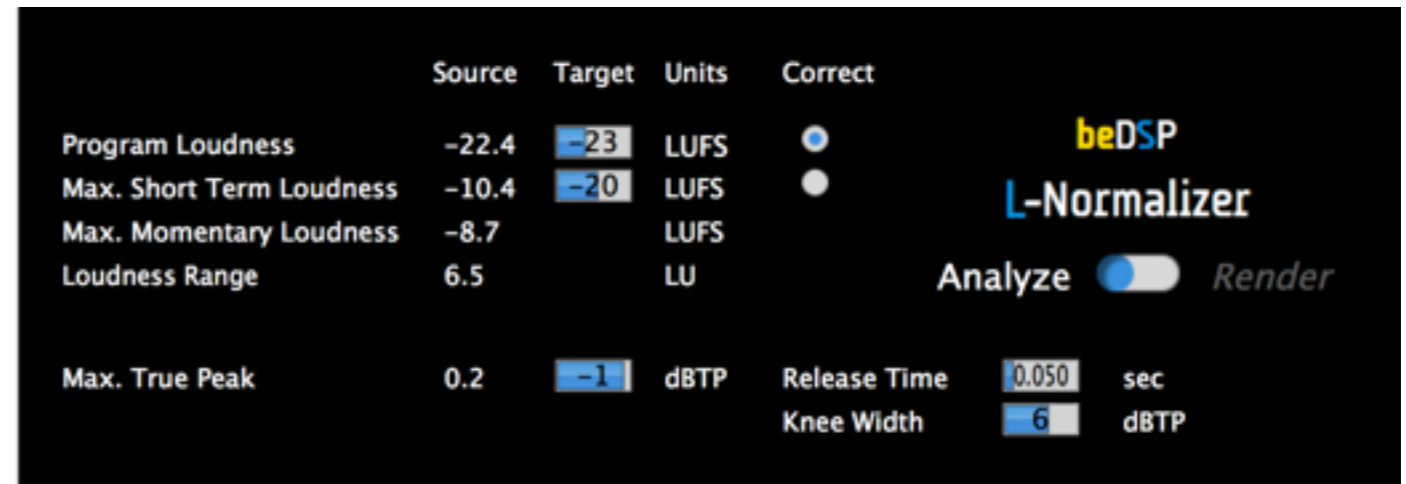 Source Target Units Correct
Program Loudness -22.4 -23 LUFS
Max. Short Term Loudness -10.4 -20 LUFS
Max. Momentary Loudness -8.7 LUFS
Loudness Range 6.5 LU
beDSP
L-Normalizer
Analyze Render
Max. True Peak 0.2 -1 dBTP Release Time 0.050 sec
Knee Width 6 dBTP